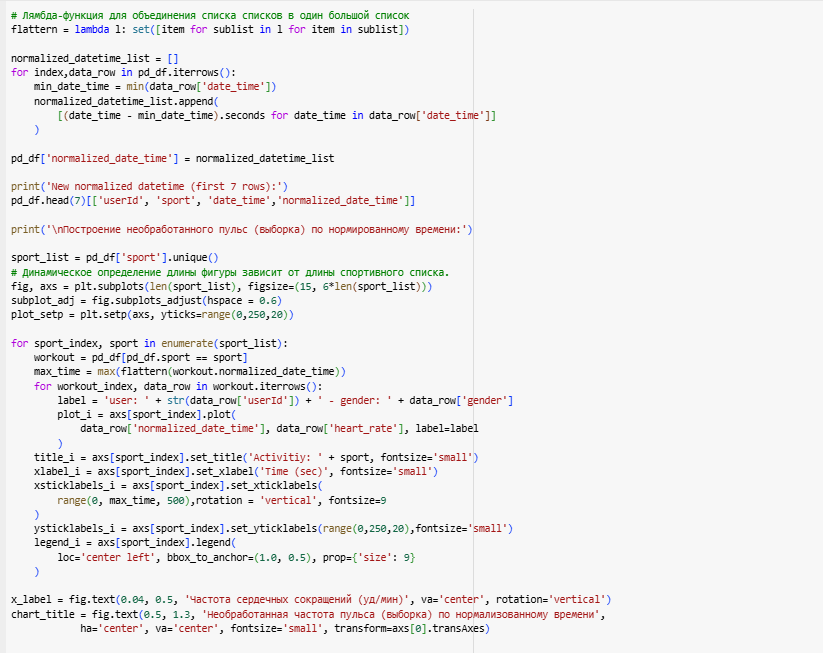 # Лямбда-функция для объединения списка списков в один большой список
flattern = lambda l: set([item for sublist in l for item in sublist])
normalized_datetime_list = []
for index,data_row in pd_df.iterrows():
    min_date_time = min(data_row['date_time'])
    normalized_datetime_list.append(
        [(date_time - min_date_time).seconds for date_time in data_row['date_time']]
    )
pd_df['normalized_date_time'] = normalized_datetime_list
print('New normalized datetime (first 7 rows):')
pd_df.head(7)[['userId', 'sport', 'date_time','normalized_date_time']]
print('\nПостроение необработанного пульс (выборка) по нормированному времени:')
sport_list = pd_df['sport'].unique()
# Динамическое определение длины фигуры зависит от длины спортивного списка.
fig, axs = plt.subplots(len(sport_list), figsize=(15, 6*len(sport_list)))
subplot_adj = fig.subplots_adjust(hspace = 0.6)
plot_setp = plt.setp(axs, yticks=range(0,250,20))
for sport_index, sport in enumerate(sport_list):
    workout = pd_df[pd_df.sport == sport]
    max_time = max(flattern(workout.normalized_date_time))
    for workout_index, data_row in workout.iterrows():
        label = 'user: ' + str(data_row['userId']) + ' - gender: ' + data_row['gender']
        plot_i = axs[sport_index].plot(
            data_row['normalized_date_time'], data_row['heart_rate'], label=label
        )
    title_i = axs[sport_index].set_title('Activitiy: ' + sport, fontsize='small')
    xlabel_i = axs[sport_index].set_xlabel('Time (sec)', fontsize='small')
    xsticklabels_i = axs[sport_index].set_xticklabels(
        range(0, max_time, 500),rotation = 'vertical', fontsize=9
    )
    ysticklabels_i = axs[sport_index].set_yticklabels(range(0,250,20),fontsize='small')
    legend_i = axs[sport_index].legend(
        loc='center left', bbox_to_anchor=(1.0, 0.5), prop={'size': 9}
    )
x_label = fig.text(0.04, 0.5, 'Частота сердечных сокращений (уд/мин)', va='center', rotation='vertical')
chart_title = fig.text(0.5, 1.3, 'Необработанная частота пульса (выборка) по нормализованному времени',
            ha='center', va='center', fontsize='small', transform=axs[0].transAxes)